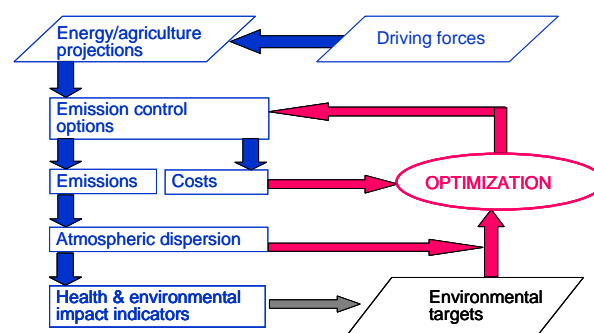 Energy/agriculture
projections
Driving forces
Emission control
options
Emissions
Costs
OPTIMIZATION
Atmospheric dispersion
Health & environmental
impact indicators
Environmental
targets